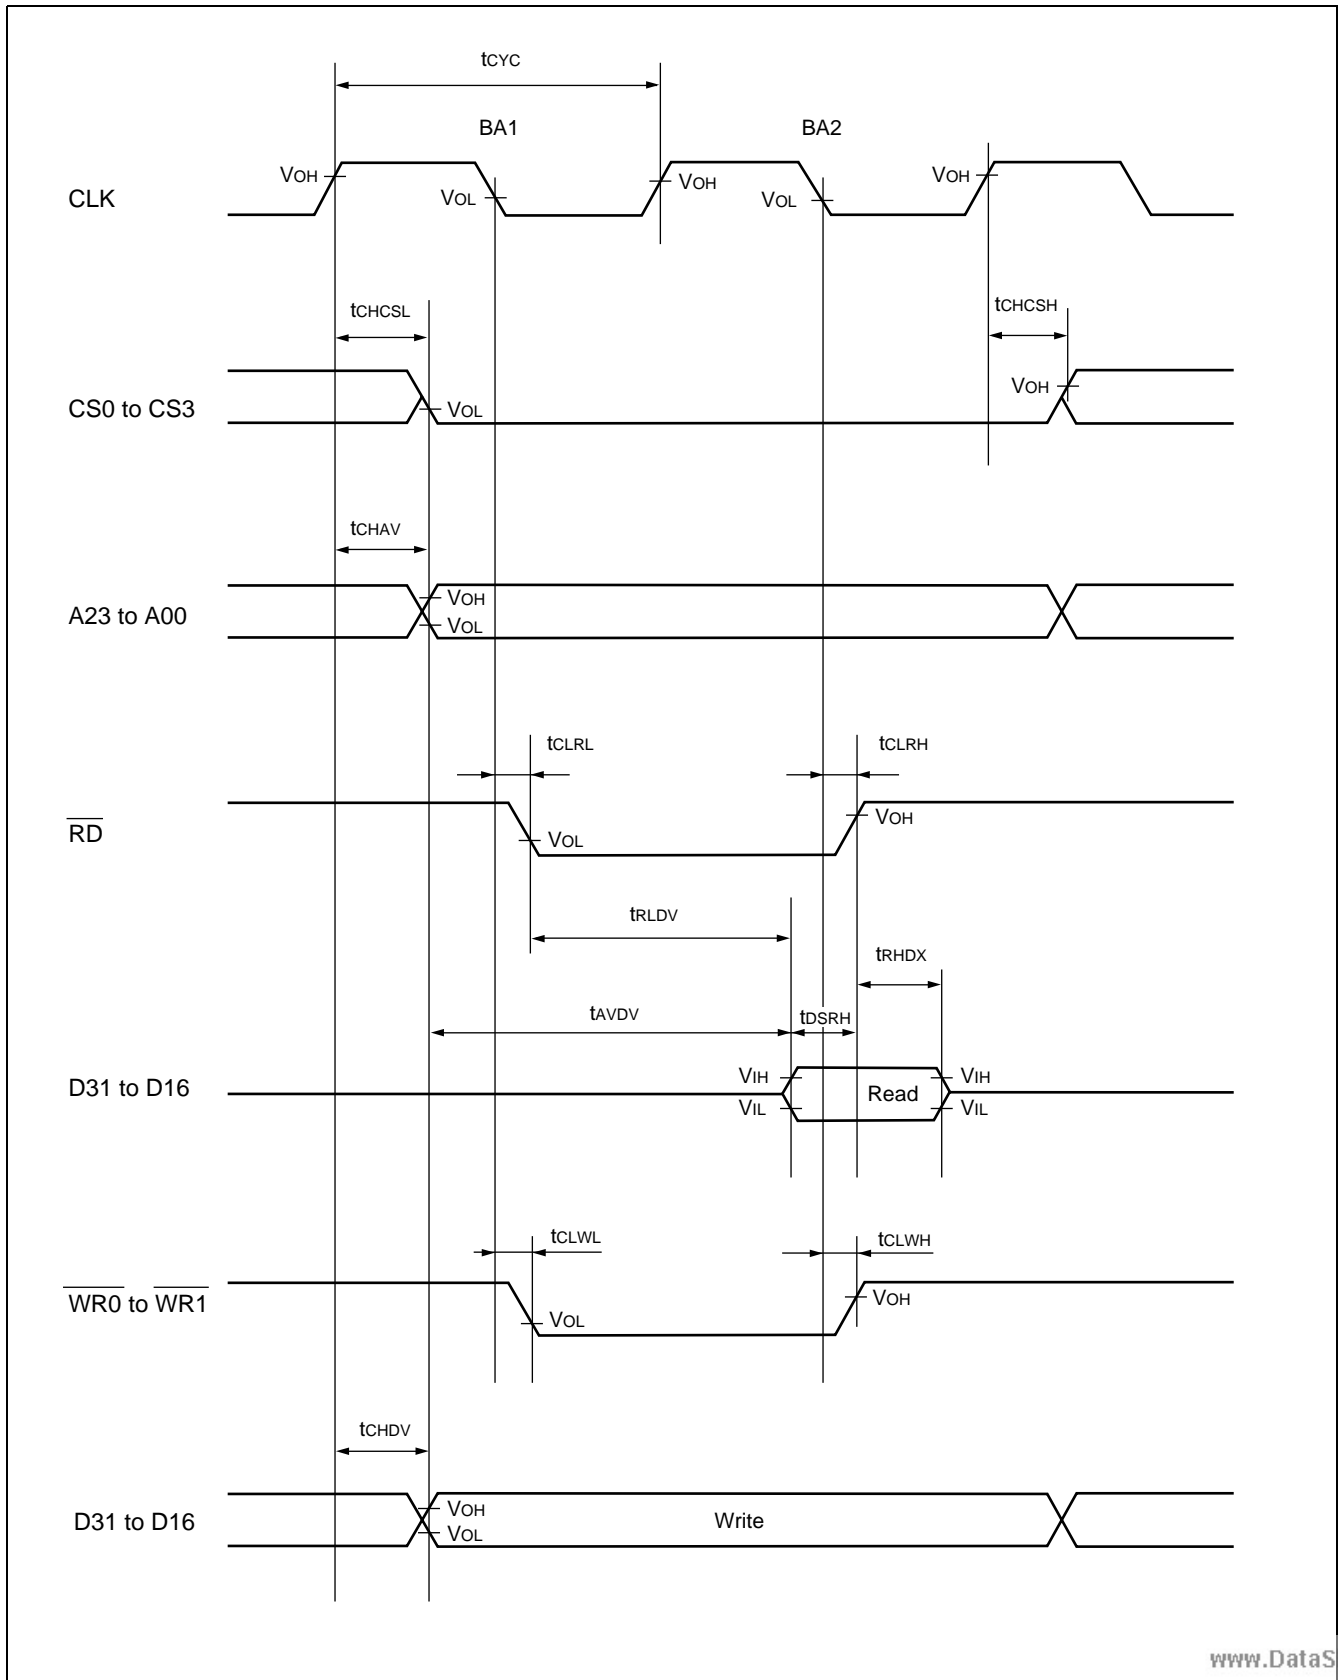 tCYC
BA1 BA2
CLK VOH VOL VOH VOL VOH
tCHCSL tCHCSH
CS0 to CS3 VOL VOH
tCHAV
A23 to A00 VOH
VOL
tCLRL tCLRH
RD VOL VOH
tRLDV
tRHDX
tAVDV tDSRH
D31 to D16 VIH Read VIH
VIL VIL
tCLWL tCLWH
WR0 to WR1 VOL VOH
tCHDV
D31 to D16 VOH Write
VOL
www.DataS